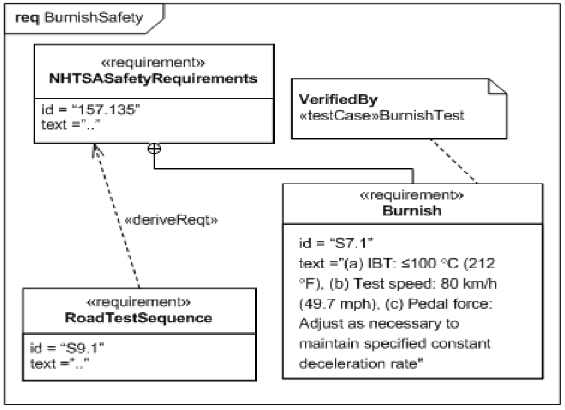 req BurnishSafety
«requirement»
NHTSASafetyRequirements
id = “157.135”
text =”..”
VerifiedBy
«testCase»BurnishTest
«deriveReqt»
«requirement»
Burnish
id = “S7.1”
text =”(a) IBT: ≤100 °C (212
°F), (b) Test speed: 80 km/h
(49.7 mph), (c) Pedal force:
Adjust as necessary to
maintain specified constant
deceleration rate"
«requirement»
RoadTestSequence
id = “S9.1”
text =”..”